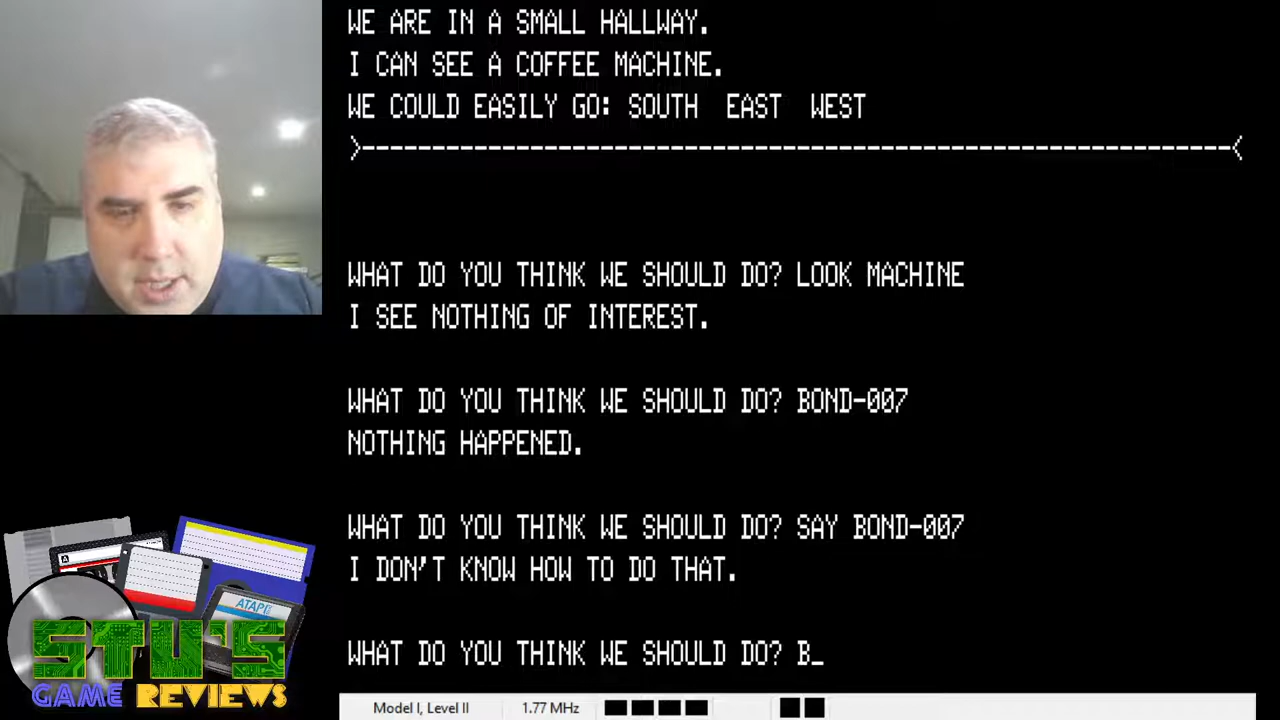 WE ARE IN A SMALL HALLWAY.
I CAN SEE A COFFEE MACHINE.
WE COULD EASILY GO: SOUTH EAST WEST
>--------------------------------------------------------------<
WHAT DO YOU THINK WE SHOULD DO? LOOK MACHINE
I SEE NOTHING OF INTEREST.
WHAT DO YOU THINK WE SHOULD DO? BOND-007
NOTHING HAPPENED.
WHAT DO YOU THINK WE SHOULD DO? SAY BOND-007
I DON'T KNOW HOW TO DO THAT.
WHAT DO YOU THINK WE SHOULD DO? B_
A
ATARI
STU'S
GAME REVIEWS
Model I, Level II 1.77 MHz